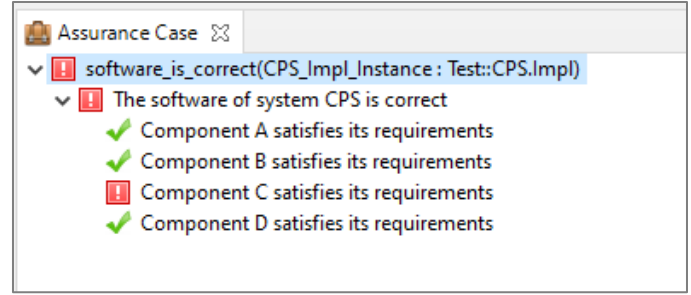 Assurance Case
software_is_correct(CPS_Impl_Instance : Test::CPS.Impl)
The software of system CPS is correct
Component A satisfies its requirements
Component B satisfies its requirements
Component C satisfies its requirements
Component D satisfies its requirements